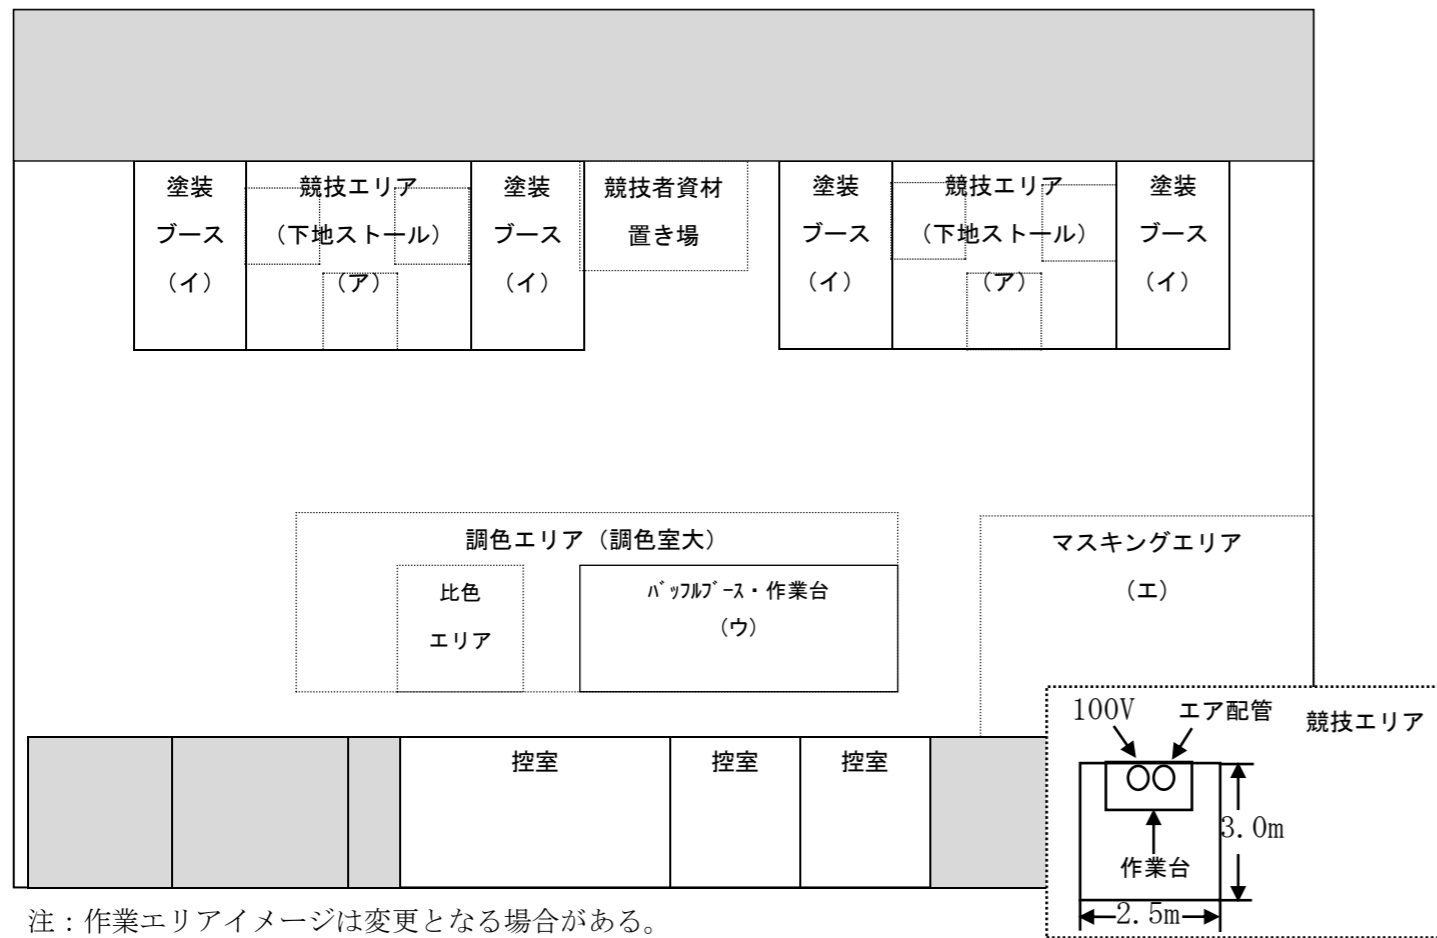 塗装
ブース
（イ）
競技エリア
（下地ストール）
（ア）
塗装
ブース
（イ）
競技者資材
置き場
塗装
ブース
（イ）
競技エリア
（下地ストール）
（ア）
塗装
ブース
（イ）
調色エリア（調色室大）
比色
エリア
ﾊﾞｯﾌﾙﾌﾞｰｽ・作業台
（ウ）
マスキングエリア
（エ）
控室
控室
控室
100V
エア配管
競技エリア
3.0m
作業台
2.5m
注：作業エリアイメージは変更となる場合がある。